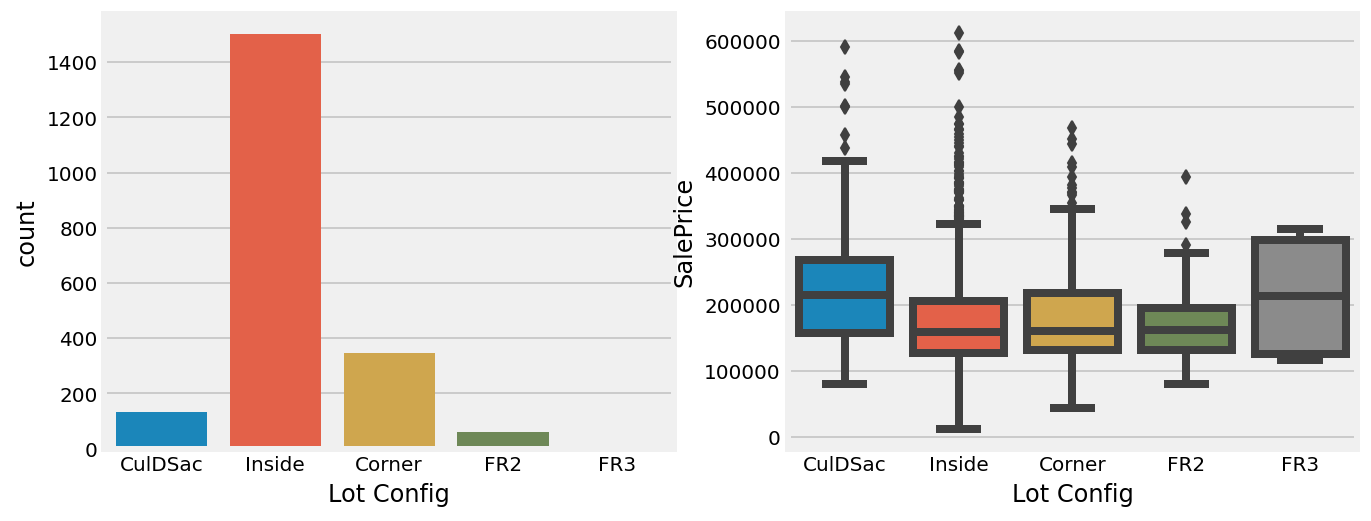 count
1400
1200
1000
800
600
400
200
0
CulDSac Inside Corner FR2 FR3
Lot Config
SalePrice
600000
500000
400000
300000
200000
100000
0
CulDSac Inside Corner FR2 FR3
Lot Config